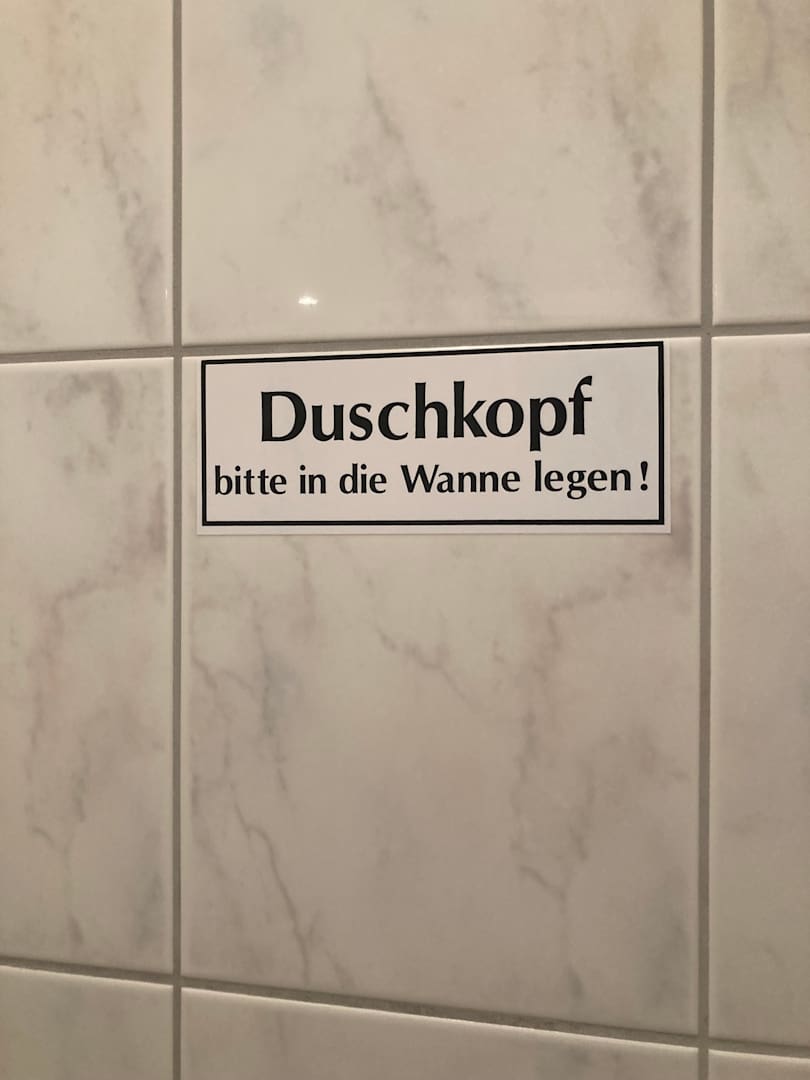 Duschkopf
bitte in die Wanne legen!